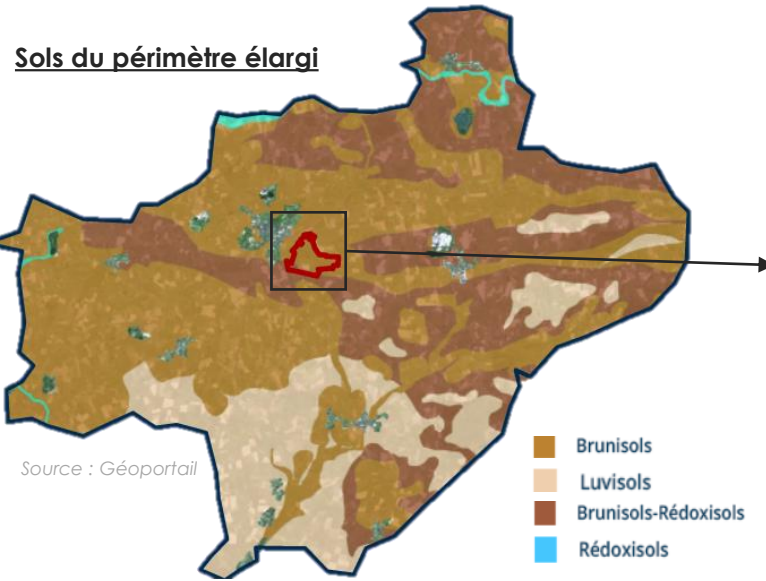 Sols du périmètre élargi
Source : Géoportail
Brunisols
Luvisols
Brunisols-Rédoxisols
Rédoxisols